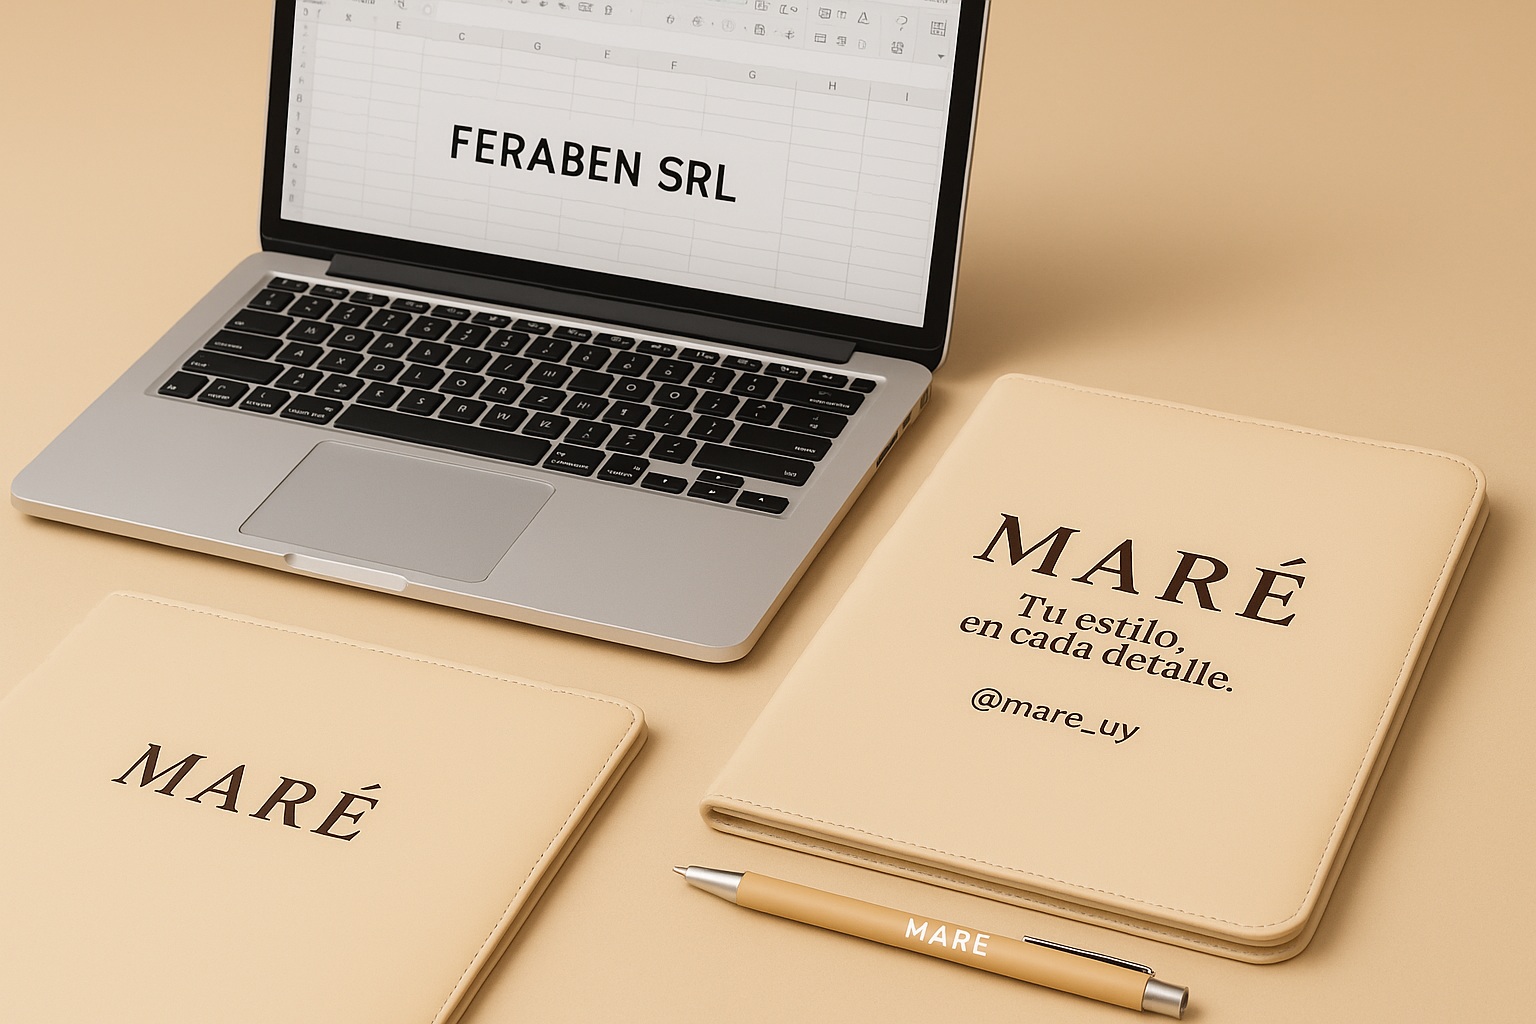 C G F F G H I
FERABEN SRL
MARÉ
Tu estilo,
en cada detalle.
@mare_uy
MARÉ
MARE